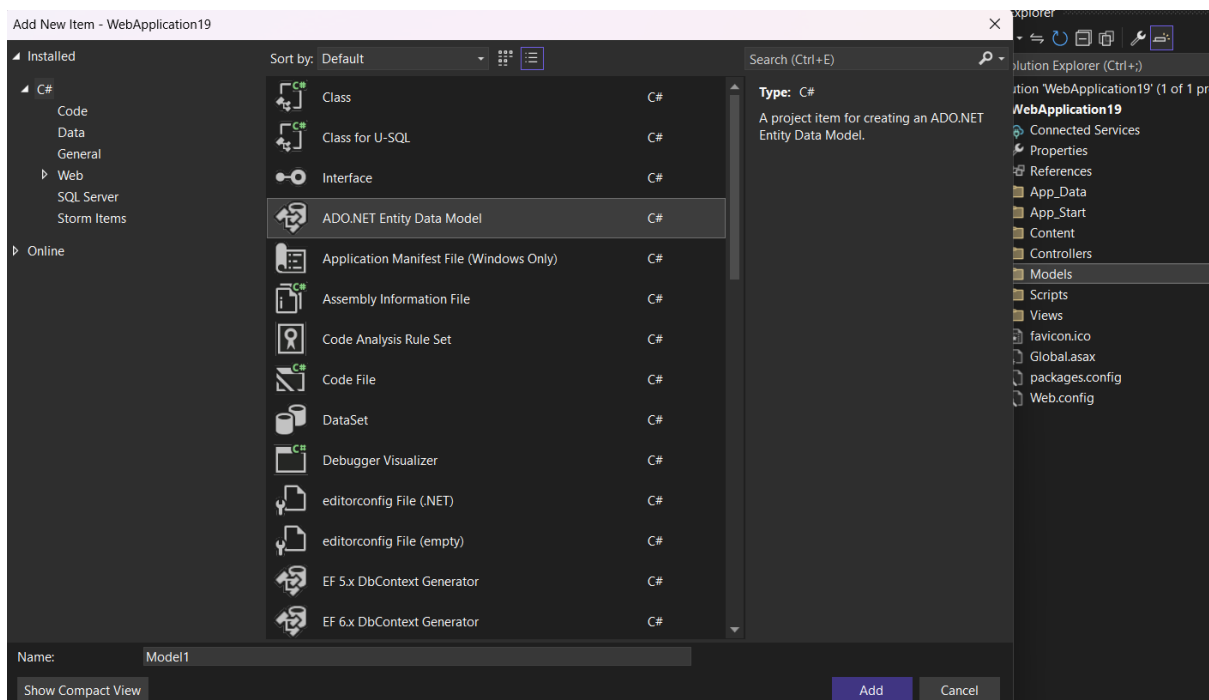 Add New Item - WebApplication19
Installed
C#
Code
Data
General
Web
SQL Server
Storm Items
Online
Sort by: Default
Class C#
Class for U-SQL C#
Interface C#
ADO.NET Entity Data Model C#
Application Manifest File (Windows Only) C#
Assembly Information File C#
Code Analysis Rule Set C#
Code File C#
DataSet C#
Debugger Visualizer C#
editorconfig File (.NET) C#
editorconfig File (empty) C#
EF 5.x DbContext Generator C#
EF 6.x DbContext Generator C#
Search (Ctrl+E)
Type: C#
A project item for creating an ADO.NET
Entity Data Model.
Name: Model1
Show Compact View
Add
Cancel
xplorer
olution Explorer (Ctrl+;)
ution 'WebApplication19' (1 of 1 pr
WebApplication19
Connected Services
Properties
References
App_Data
App_Start
Content
Controllers
Models
Scripts
Views
favicon.ico
Global.asax
packages.config
Web.config